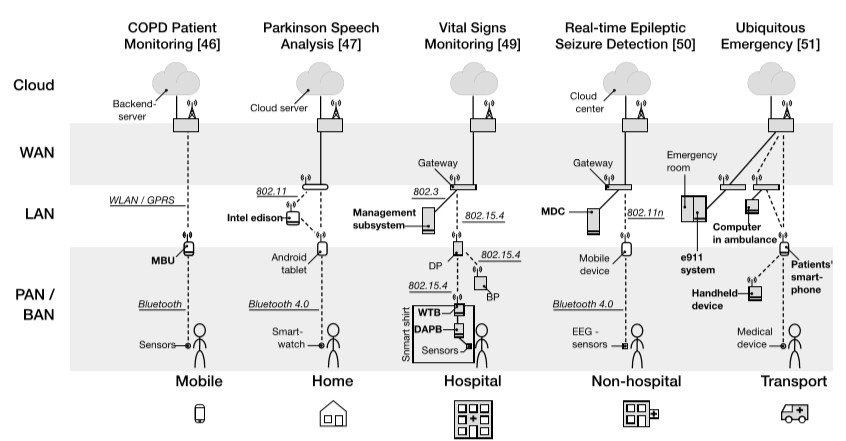 COPD Patient
Monitoring [46]
Parkinson Speech
Analysis [47]
Vital Signs
Monitoring [49]
Real-time Epileptic
Seizure Detection [50]
Ubiquitous
Emergency [51]
Cloud
Backend-
server
Cloud server
Cloud
center
WAN
Gateway
Gateway
Emergency
room
LAN
WLAN / GPRS
802.11
Intel edison
802.3
Management
subsystem
802.15.4
MDC
802.11n
Computer
in ambulance
e911
system
PAN /
BAN
MBU
Android
tablet
DP
802.15.4
BP
802.15.4
Mobile
device
Patients'
smart-
phone
Handheld
device
Bluetooth
Bluetooth 4.0
Snmart shirt
WTB
DAPB
Sensors
Bluetooth 4.0
Sensors
Smart-
watch
EEG -
sensors
Medical
device
Mobile
Home
Hospital
Non-hospital
Transport